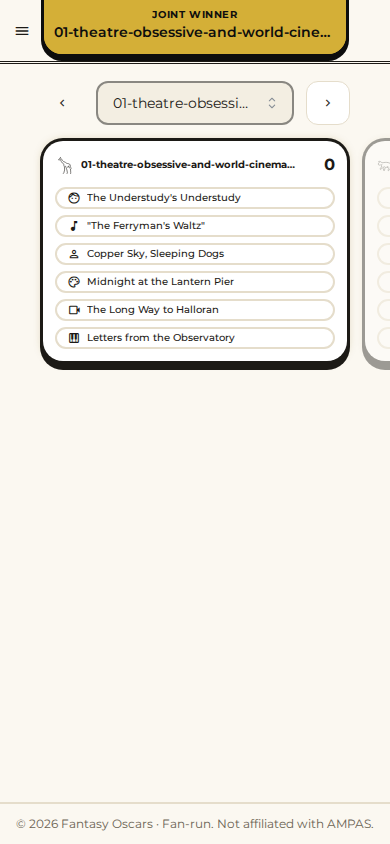 JOINT WINNER
01-theatre-obsessive-and-world-cine...
01-theatre-obsessi...
01-theatre-obsessive-and-world-cinema...
0
The Understudy's Understudy
"The Ferryman's Waltz"
Copper Sky, Sleeping Dogs
Midnight at the Lantern Pier
The Long Way to Halloran
Letters from the Observatory
© 2026 Fantasy Oscars · Fan-run. Not affiliated with AMPAS.